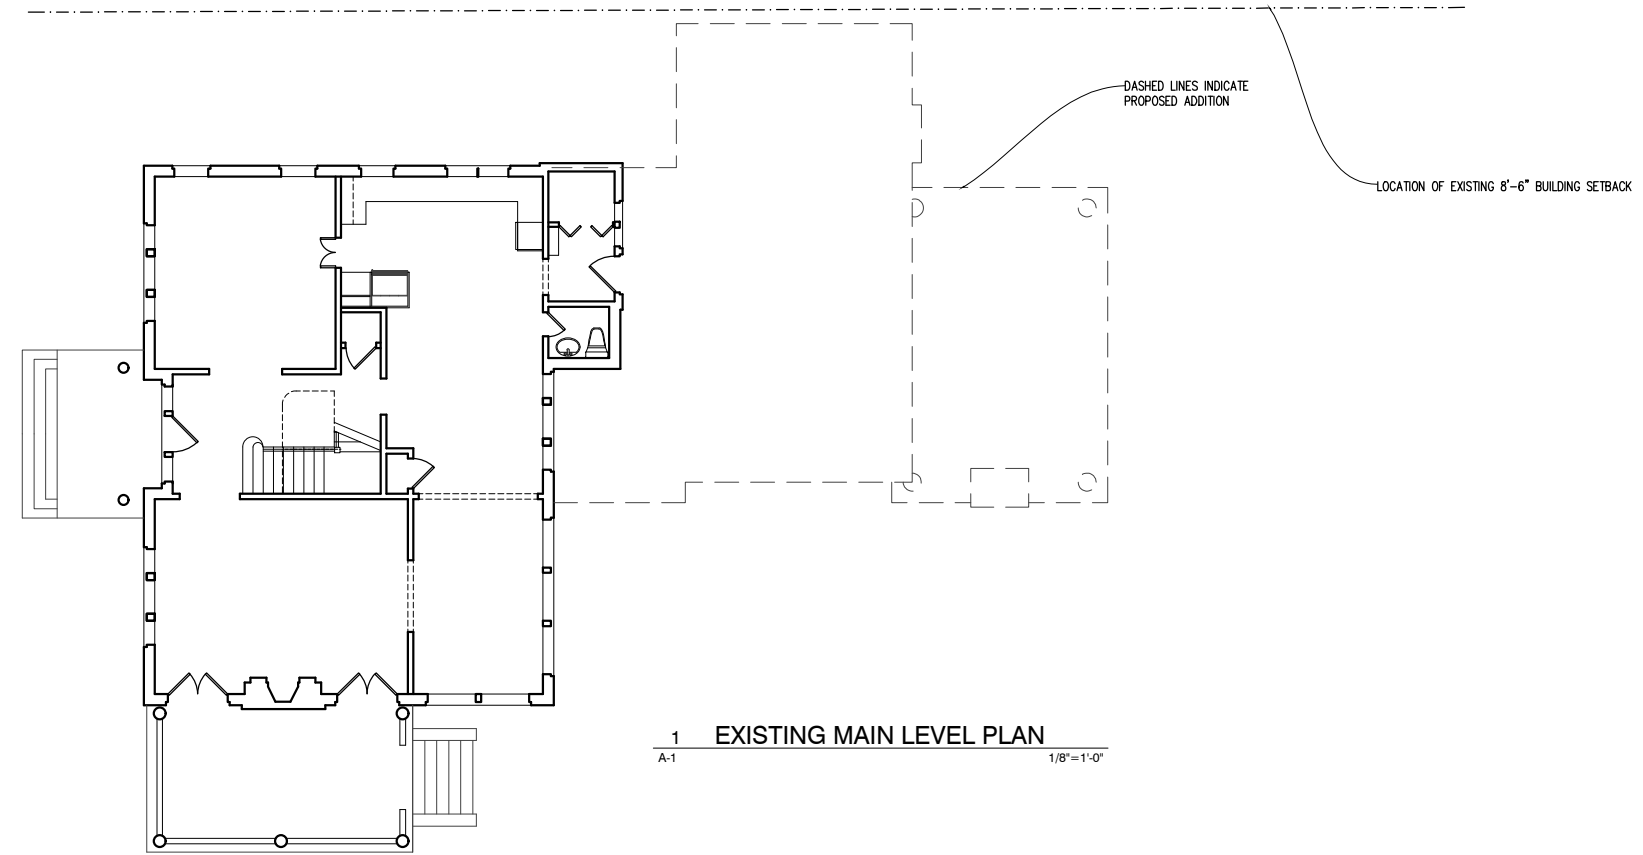 DASHED LINES INDICATE
PROPOSED ADDITION
LOCATION OF EXISTING 8'-6" BUILDING SETBACK
1 EXISTING MAIN LEVEL PLAN
A-1 1/8"=1'-0"